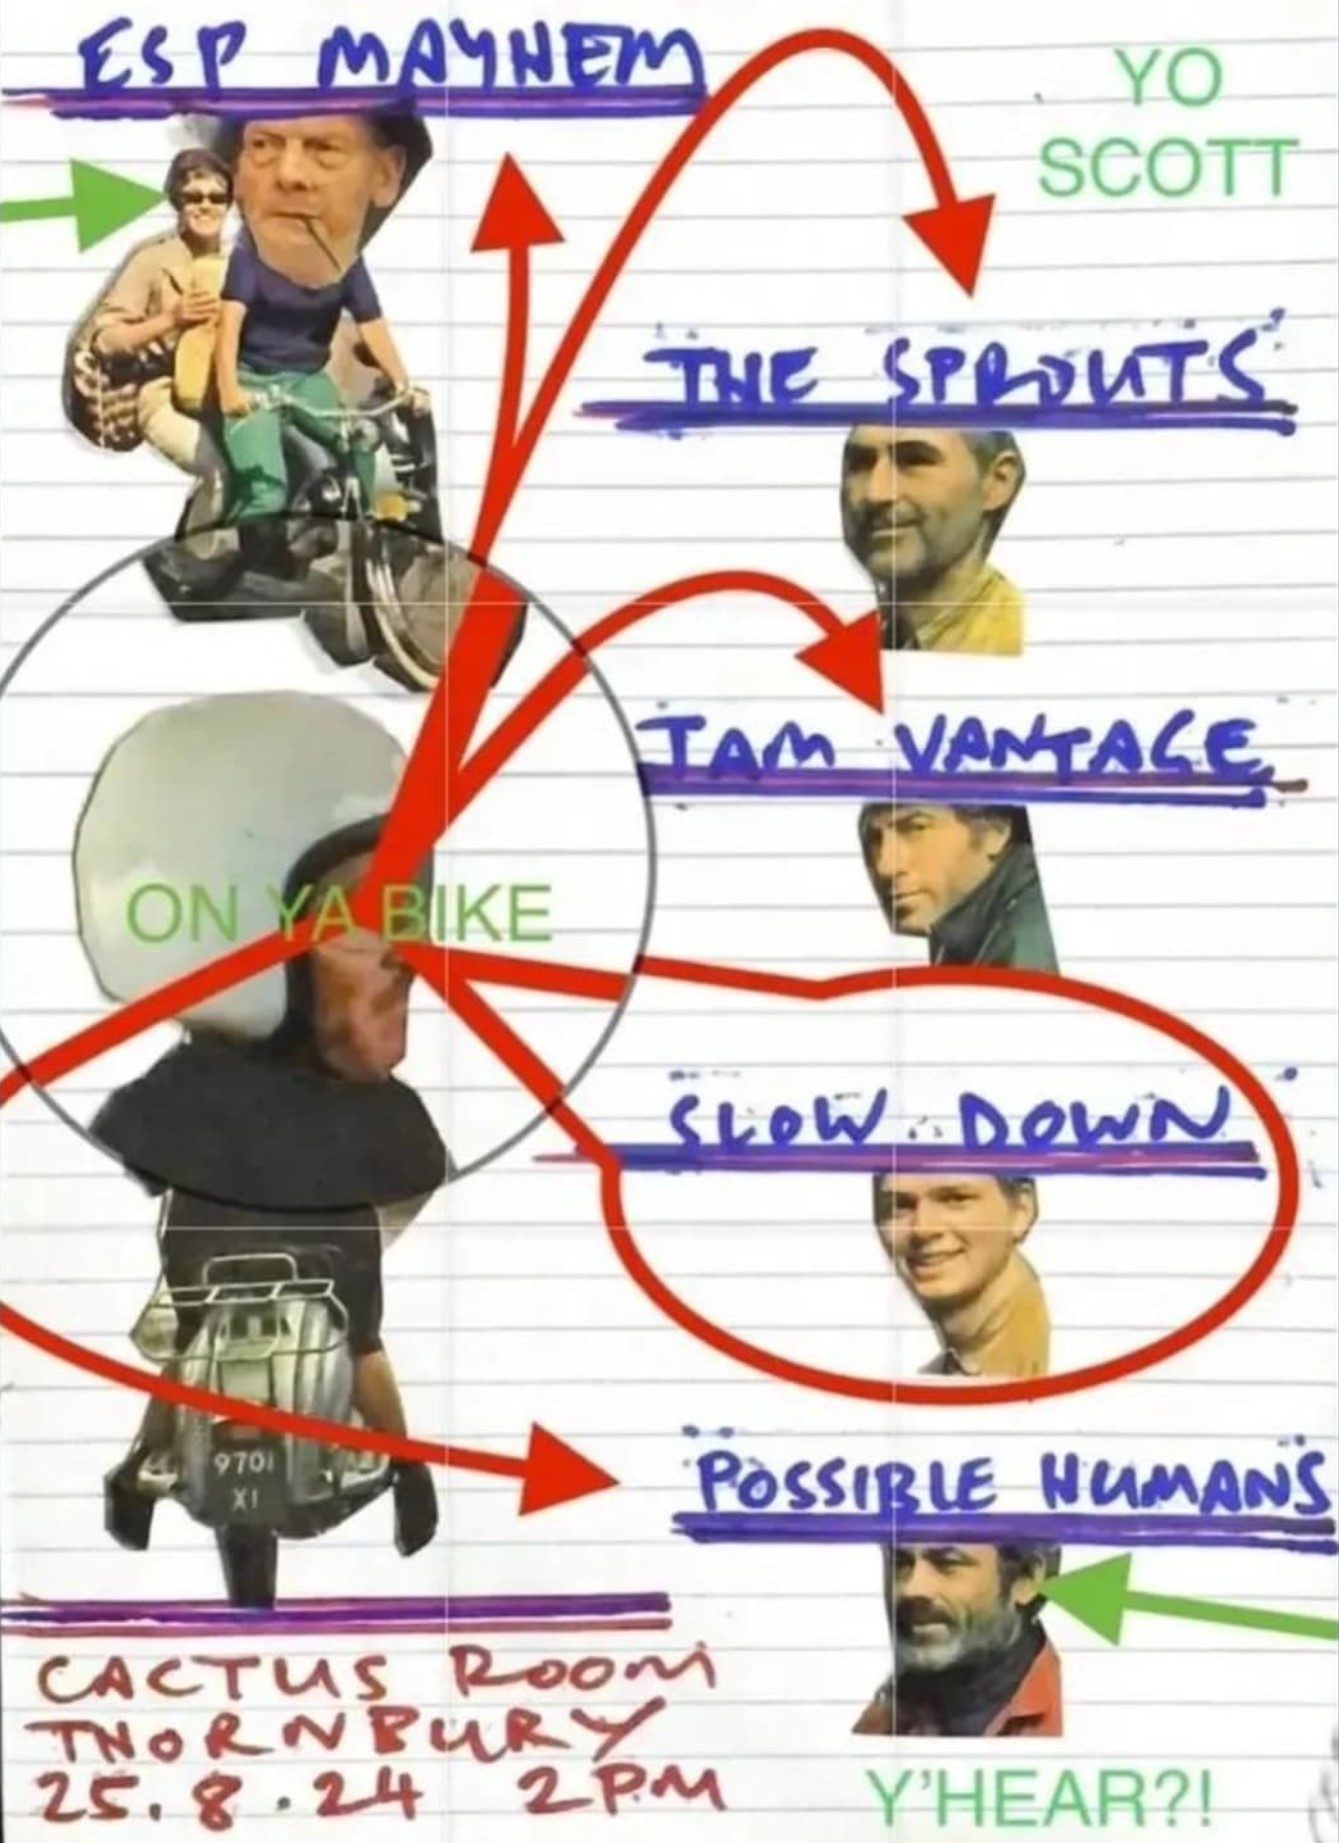 ESP MAYHEM
YO
SCOTT
THE SPROUTS
TAM VANTAGE
ON YA BIKE
SLOW DOWN
9701
XI
POSSIBLE HUMANS
CACTUS ROOM
THORNBURY
25.8.24 2PM
Y'HEAR?!